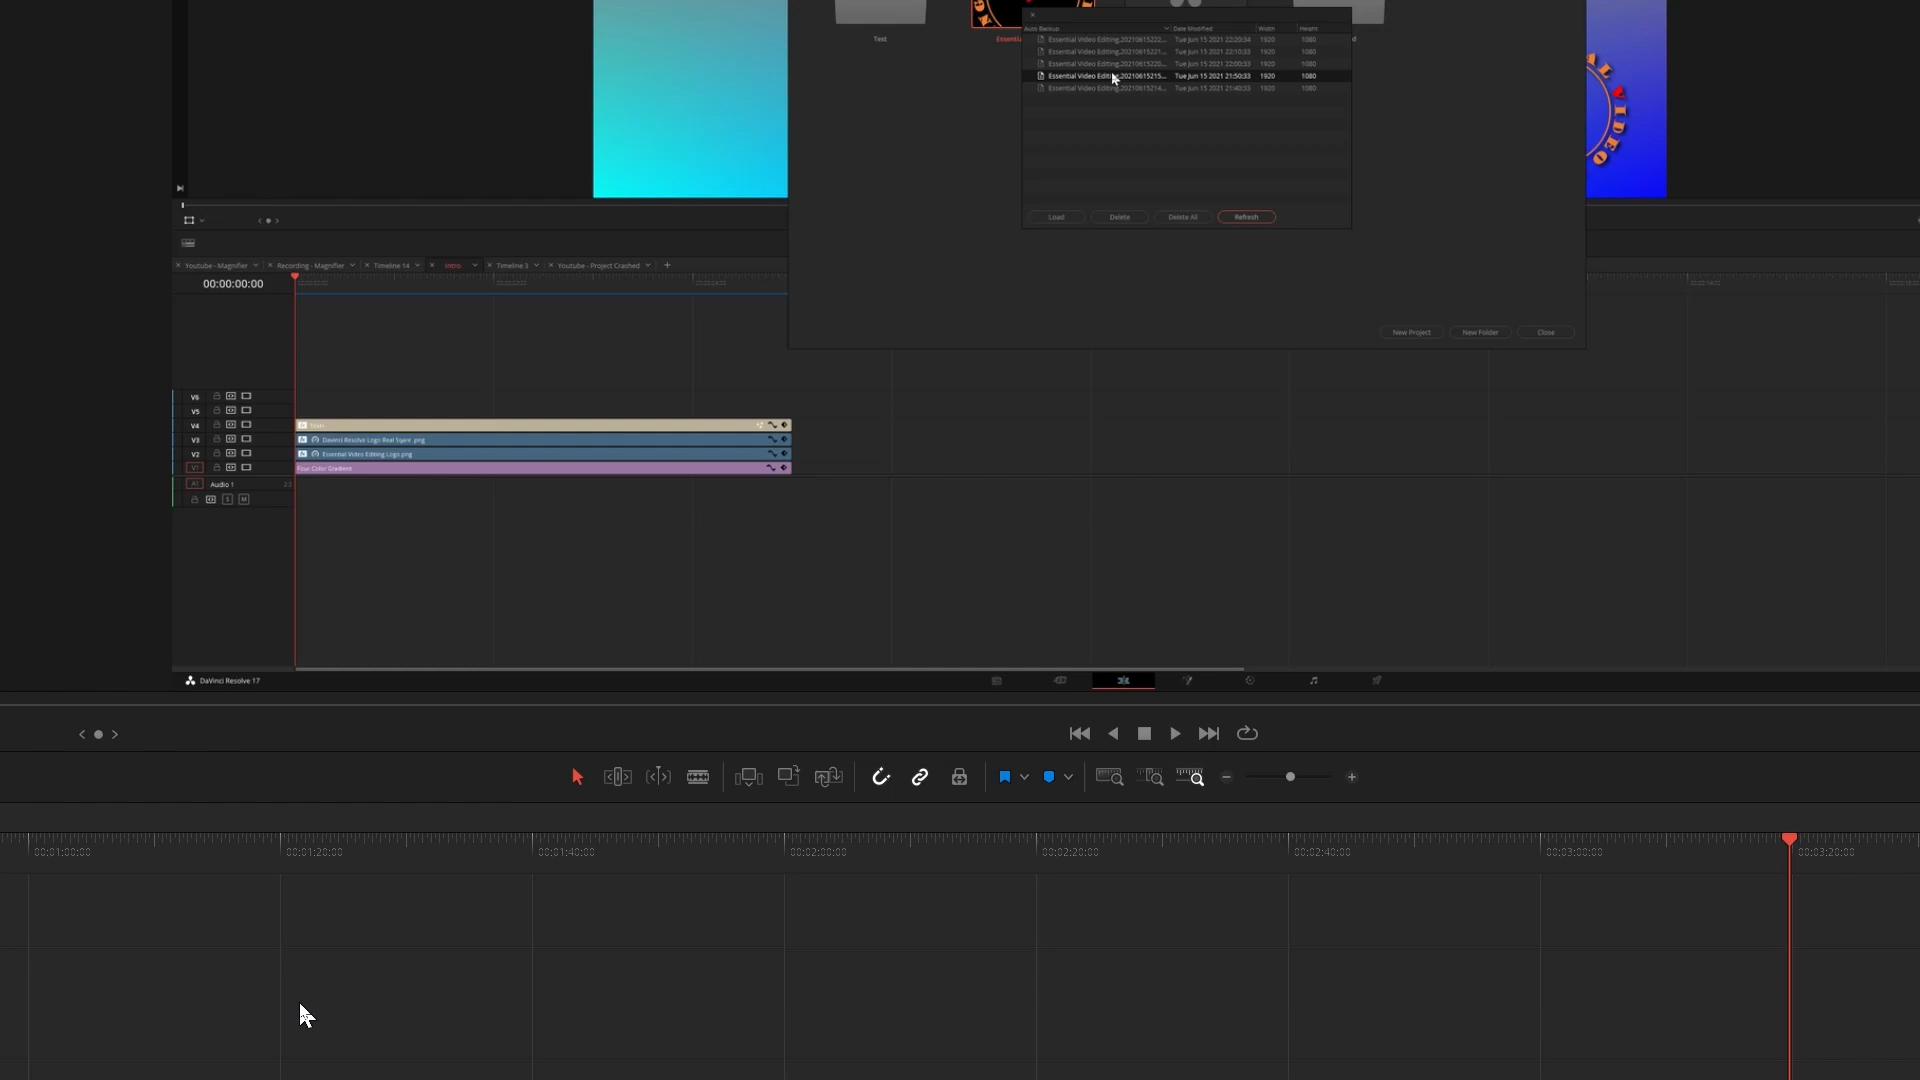 Test
Essentia
d
Auto Backup Date Modified Width Height
Essential Video Editing.20210615222... Tue Jun 15 2021 22:20:34 1920 1080
Essential Video Editing.20210615221... Tue Jun 15 2021 22:10:33 1920 1080
Essential Video Editing.20210615220... Tue Jun 15 2021 22:00:33 1920 1080
Essential Video Editing.20210615215... Tue Jun 15 2021 21:50:33 1920 1080
Essential Video Editing.20210615214... Tue Jun 15 2021 21:40:33 1920 1080
AL VIDEO
Load Delete Delete All Refresh
Youtube - Magnifier Recording - Magnifier Timeline 14 Intro Timeline 3 Youtube - Project Crashed
00:00:00:00
New Project New Folder Close
V6
V5
V4
V3 Davinci Resolve Logo Real Sqare .png
V2 Essential Video Editing Logo.png
V1 Four Color Gradient
A1 Audio 1
S M
DaVinci Resolve 17
00:01:00:00 00:01:20:00 00:01:40:00 00:02:00:00 00:02:20:00 00:02:40:00 00:03:00:00 00:03:20:00